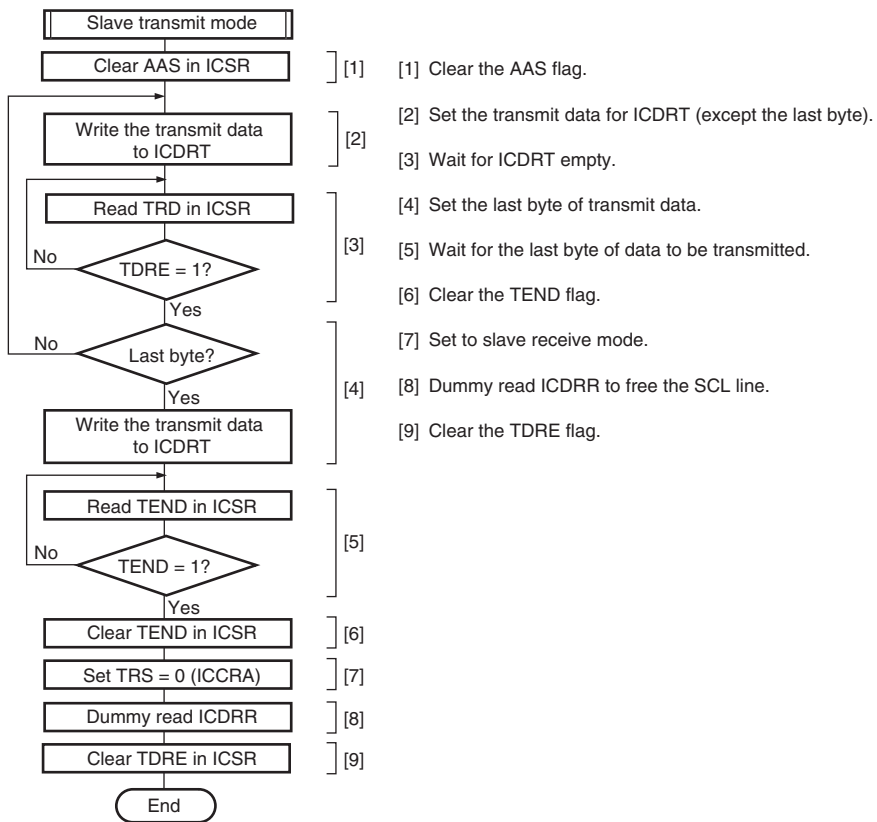 Slave transmit mode
Clear AAS in ICSR
[1]
Write the transmit data
to ICDRT
[2]
Read TRD in ICSR
[3]
No
TDRE = 1?
Yes
No
Last byte?
[4]
Yes
Write the transmit data
to ICDRT
Read TEND in ICSR
[5]
No
TEND = 1?
Yes
Clear TEND in ICSR
[6]
Set TRS = 0 (ICCRA)
[7]
Dummy read ICDRR
[8]
Clear TDRE in ICSR
[9]
End
[1] Clear the AAS flag.
[2] Set the transmit data for ICDRT (except the last byte).
[3] Wait for ICDRT empty.
[4] Set the last byte of transmit data.
[5] Wait for the last byte of data to be transmitted.
[6] Clear the TEND flag.
[7] Set to slave receive mode.
[8] Dummy read ICDRR to free the SCL line.
[9] Clear the TDRE flag.